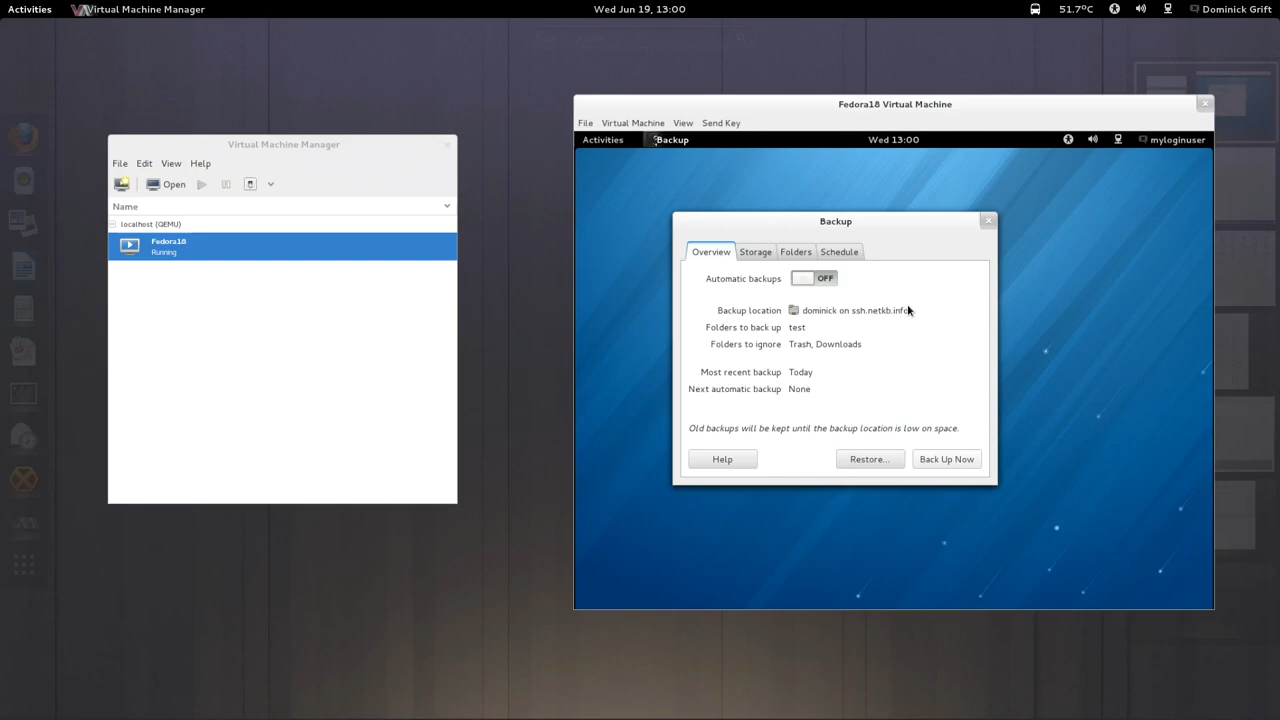 Activities Virtual Machine Manager Wed Jun 19, 13:00 51.7°C Dominick Grift
Virtual Machine Manager
File Edit View Help
Open
Name
localhost (QEMU)
Fedora18
Running
Fedora18 Virtual Machine
File Virtual Machine View Send Key
Activities Backup Wed 13:00 myloginuser
Backup
Overview Storage Folders Schedule
Automatic backups OFF
Backup location dominick on ssh.netkb.info
Folders to back up test
Folders to ignore Trash, Downloads
Most recent backup Today
Next automatic backup None
Old backups will be kept until the backup location is low on space.
Help Restore... Back Up Now